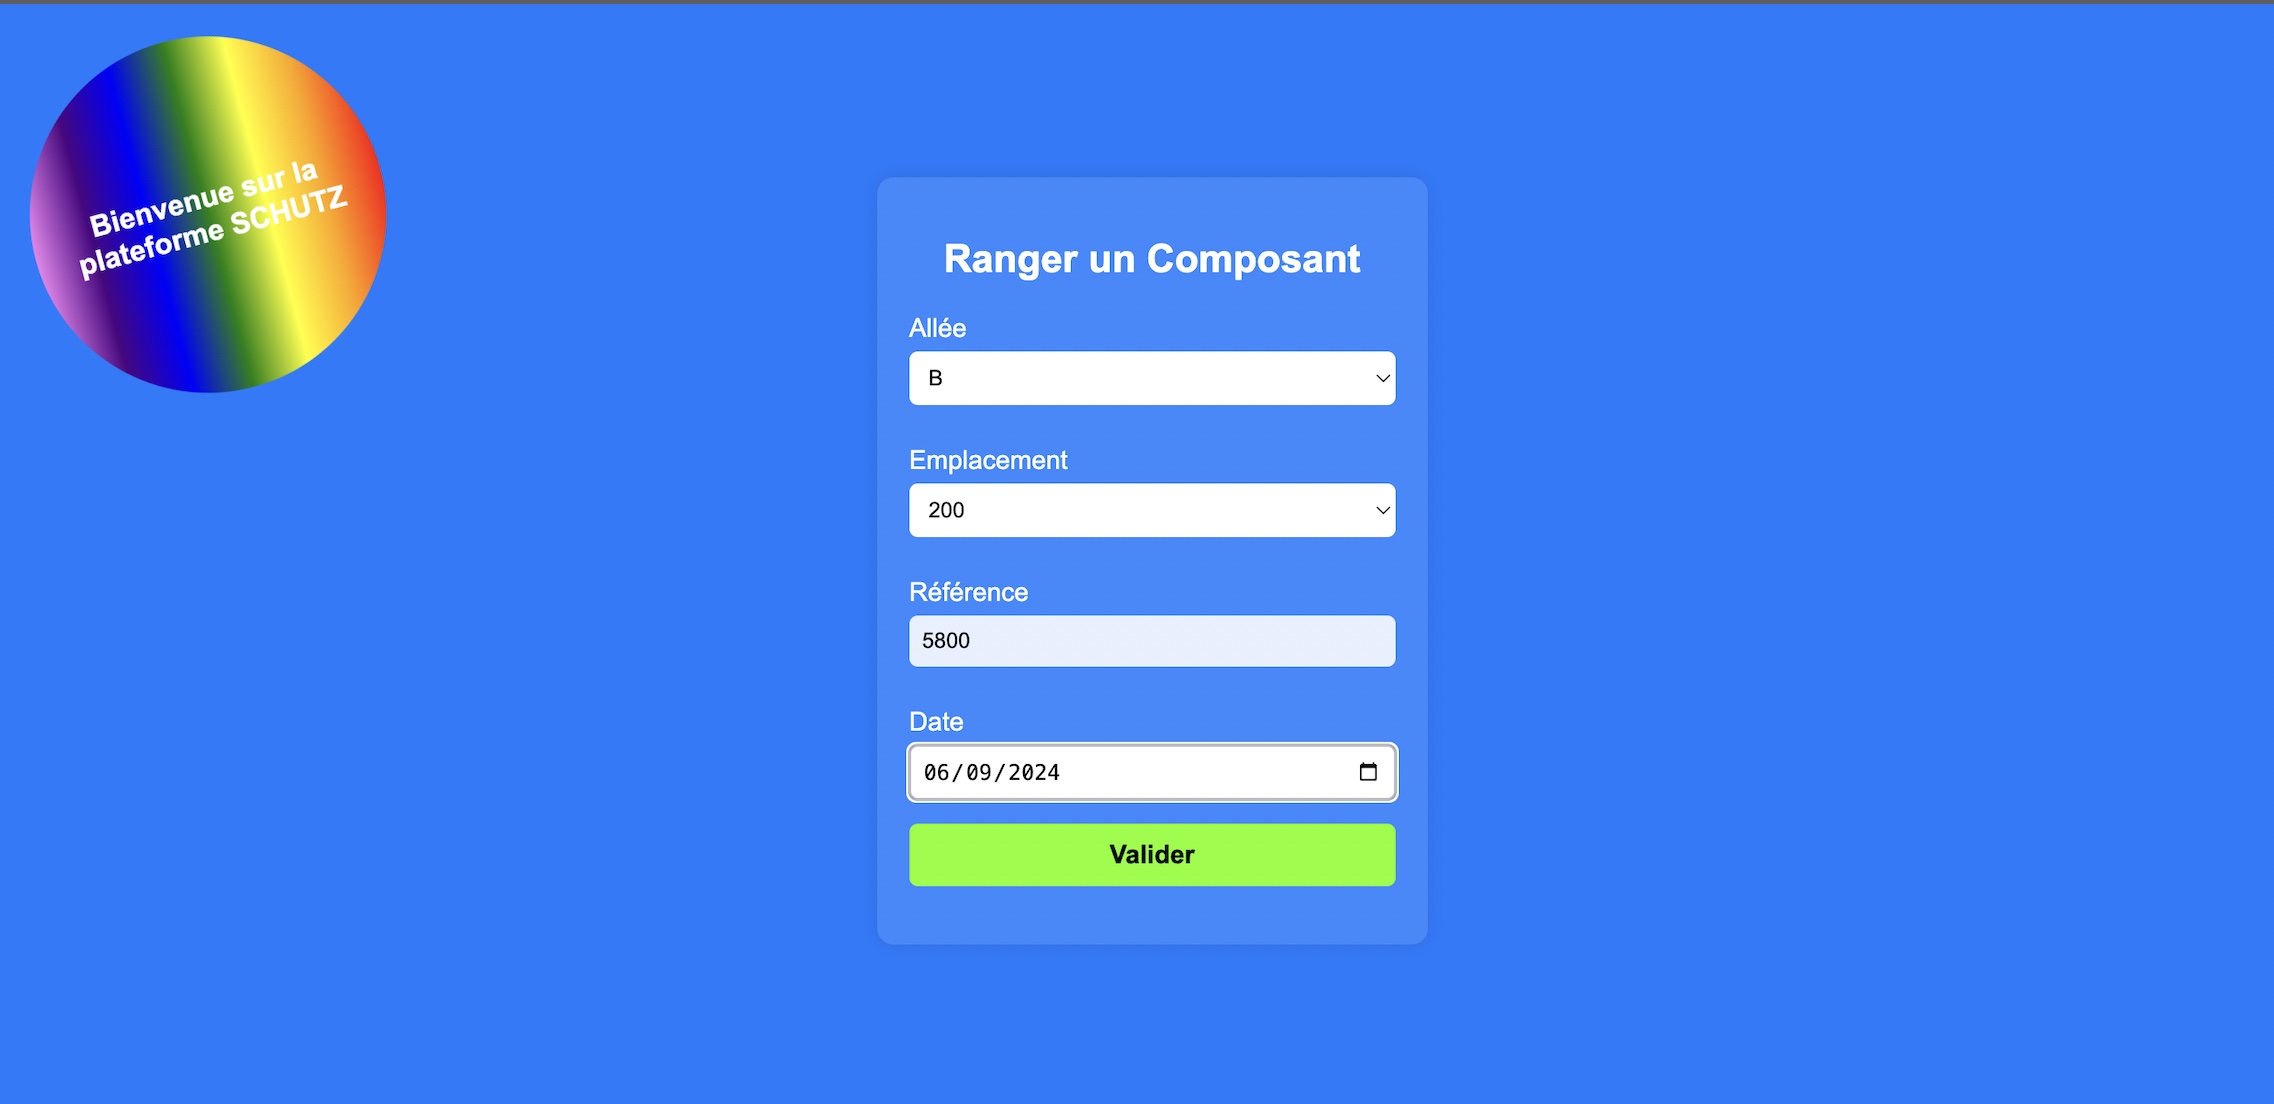 Bienvenue sur la
plateforme SCHUTZ
Ranger un Composant
Allée
B
Emplacement
200
Référence
5800
Date
06/09/2024
Valider